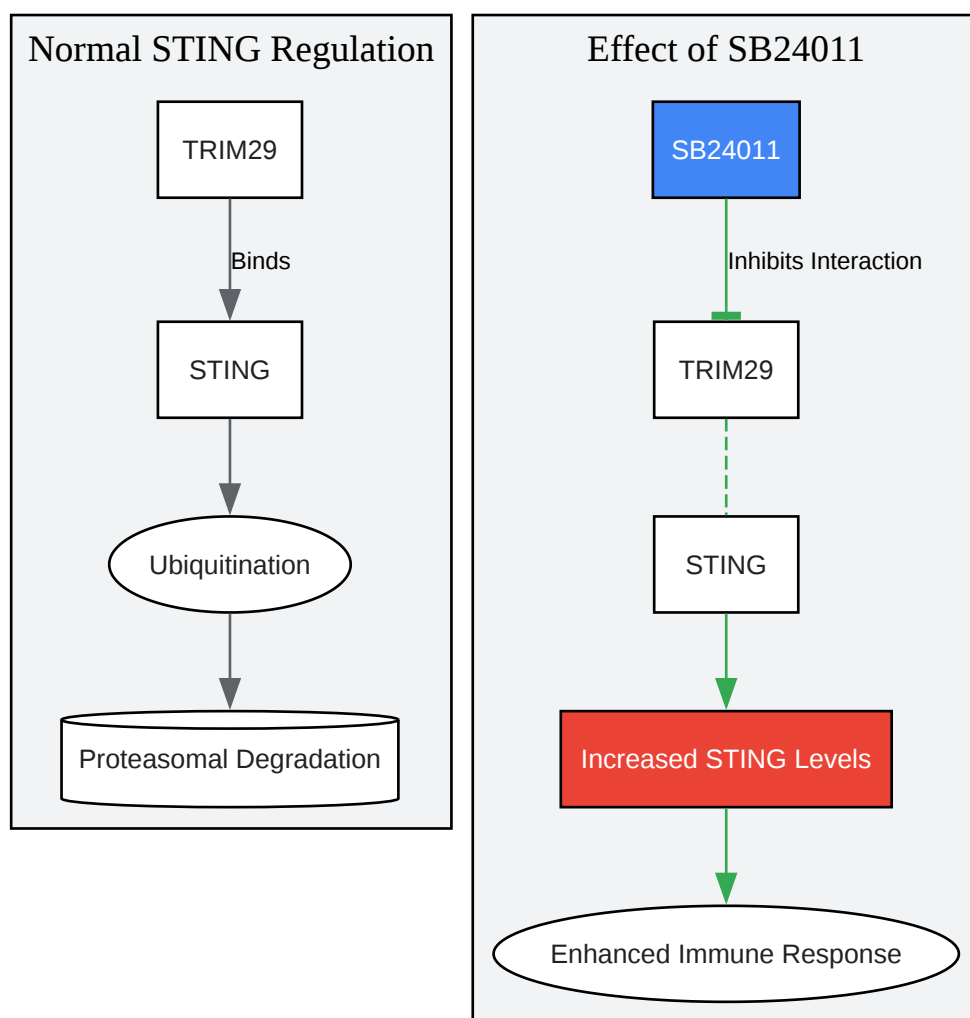 Normal STING Regulation
TRIM29
Binds
STING
Ubiquitination
Proteasomal Degradation
Effect of SB24011
SB24011
Inhibits Interaction
TRIM29
STING
Increased STING Levels
Enhanced Immune Response